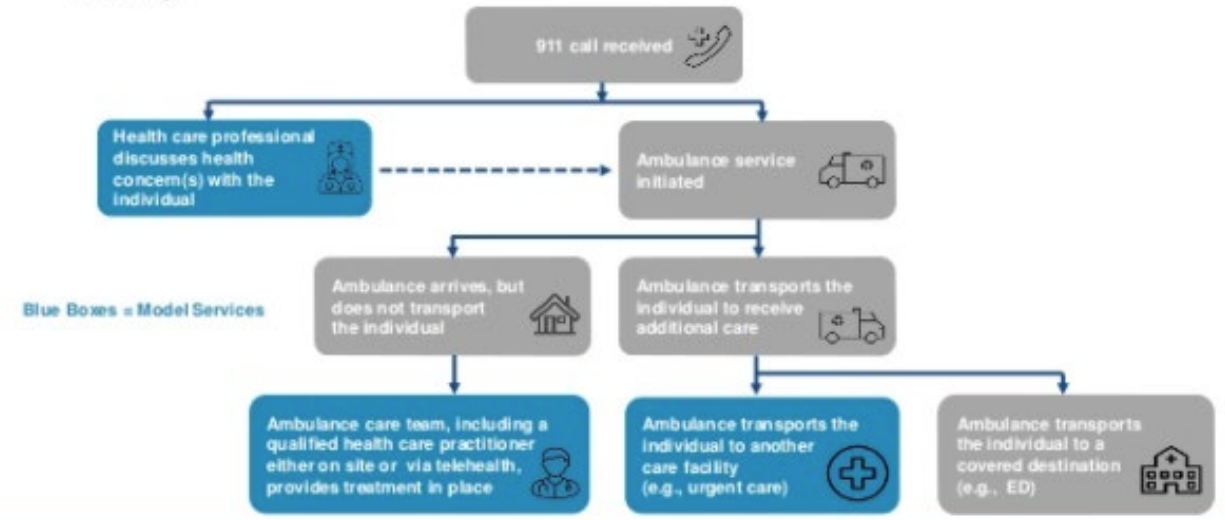 911 call received
Health care professional
discusses health
concern(s) with the
individual
Ambulance service
initiated
Ambulance arrives, but
does not transport
the individual
Ambulance transports the
individual to receive
additional care
Blue Boxes = Model Services
Ambulance care team, including a
qualified health care practitioner
either on site or via telehealth,
provides treatment in place
Ambulance transports the
individual to another
care facility
(e.g., urgent care)
Ambulance transports
the individual to a
covered destination
(e.g., ED)